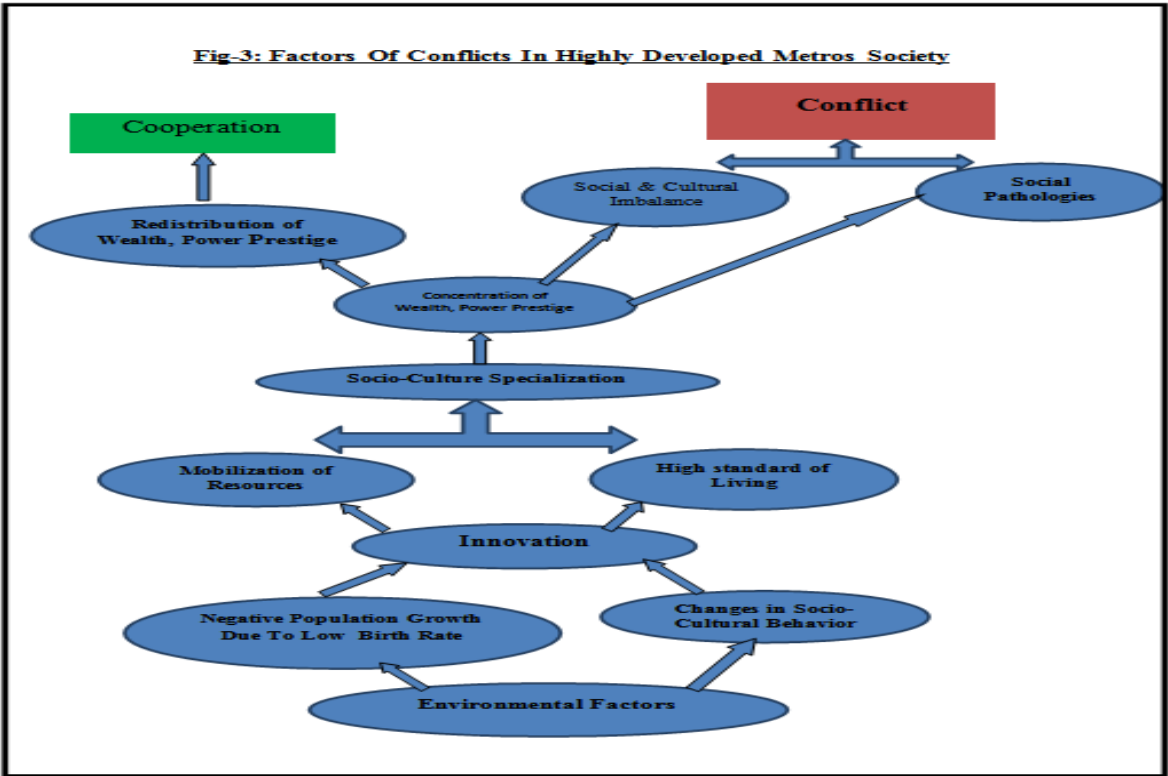 Fig-3: Factors Of Conflicts In Highly Developed Metros Society
Conflict
Cooperation
Social & Cultural
Imbalance
Social
Pathologies
Redistribution of
Wealth, Power Prestige
Concentration of
Wealth, Power Prestige
Socio-Culture Specialization
Mobilization of
Resources
High standard of
Living
Innovation
Negative Population Growth
Due To Low Birth Rate
Changes in Socio-
Cultural Behavior
Environmental Factors